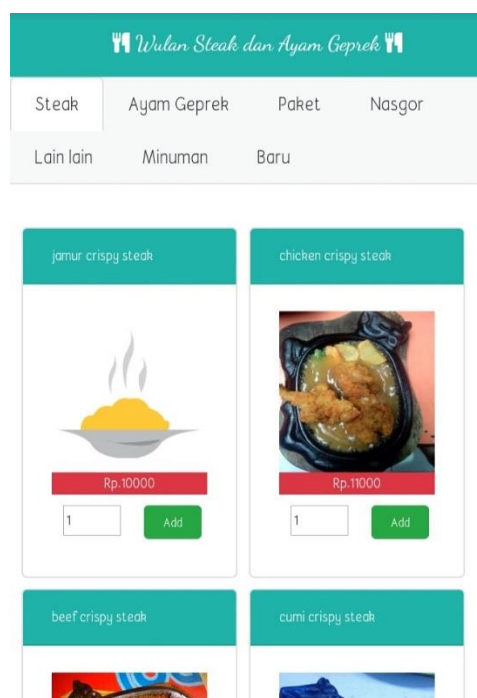 Wulan Steak dan Ayam Geprek
Steak Ayam Geprek Paket Nasgor
Lain lain Minuman Baru
jamur crispy steak
chicken crispy steak
Rp.10000
Rp.11000
1 Add
1 Add
beef crispy steak
cumi crispy steak